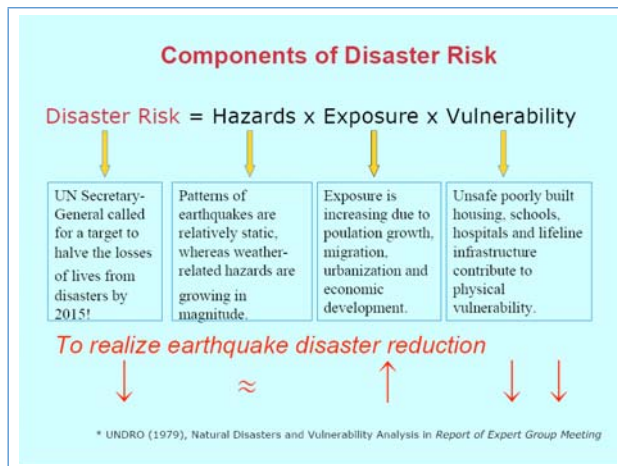 Components of Disaster Risk
Disaster Risk = Hazards x Exposure x Vulnerability
UN Secretary-
General called
for a target to
halve the losses
of lives from
disasters by
2015!
Patterns of
earthquakes are
relatively static,
whereas weather-
related hazards are
growing in
magnitude.
Exposure is
increasing due to
poulation growth,
migration,
urbanization and
economic
development.
Unsafe poorly built
housing, schools,
hospitals and lifeline
infrastructure
contribute to
physical
vulnerability.
To realize earthquake disaster reduction
↓ ≈ ↑ ↓ ↓
* UNDRO (1979), Natural Disasters and Vulnerability Analysis in Report of Expert Group Meeting